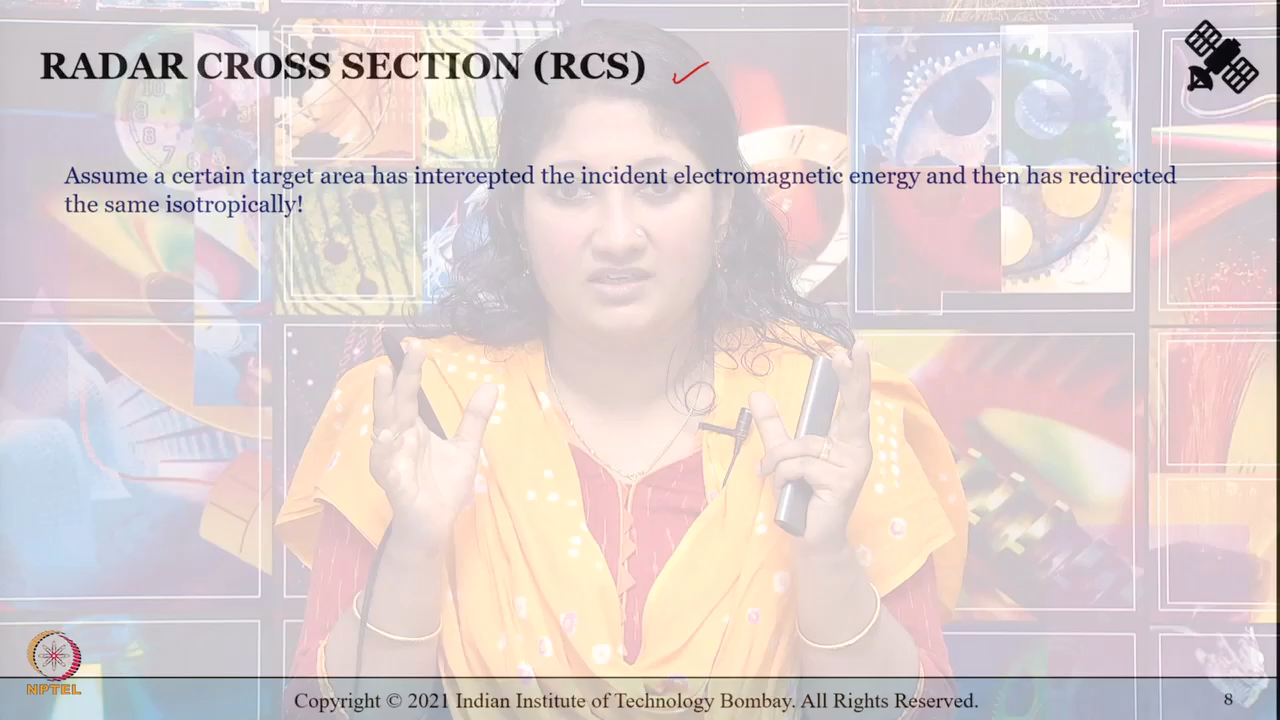 RADAR CROSS SECTION (RCS)
Assume a certain target area has intercepted the incident electromagnetic energy and then has redirected
the same isotropically!
NPTEL
Copyright © 2021 Indian Institute of Technology Bombay. All Rights Reserved.
8